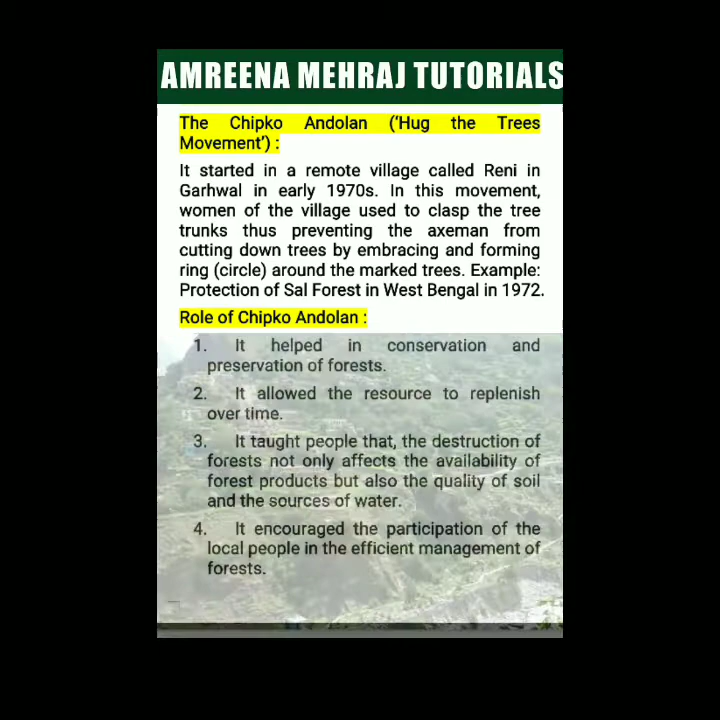 AMREENA MEHRAJ TUTORIALS
The Chipko Andolan (‘Hug the Trees
Movement’) :
It started in a remote village called Reni in
Garhwal in early 1970s. In this movement,
women of the village used to clasp the tree
trunks thus preventing the axeman from
cutting down trees by embracing and forming
ring (circle) around the marked trees. Example:
Protection of Sal Forest in West Bengal in 1972.
Role of Chipko Andolan :
1. It helped in conservation and
preservation of forests.
2. It allowed the resource to replenish
over time.
3. It taught people that, the destruction of
forests not only affects the availability of
forest products but also the quality of soil
and the sources of water.
4. It encouraged the participation of the
local people in the efficient management of
forests.